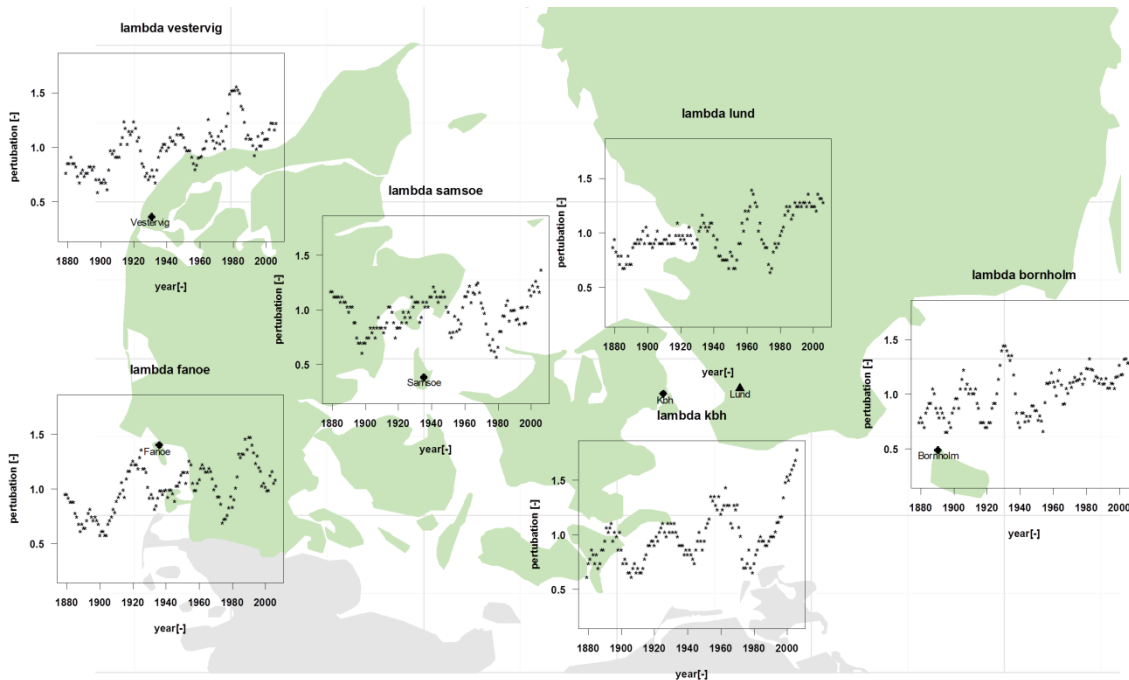 lambda vestervig
pertubation [-]
1.5
1.0
0.5
Vestervig
1880 1900 1920 1940 1960 1980 2000
year[-]
lambda samsoe
pertubation [-]
1.5
1.0
0.5
Samsoe
1880 1900 1920 1940 1960 1980 2000
year[-]
lambda lund
pertubation [-]
1.5
1.0
0.5
1880 1900 1920 1940 1960 1980 2000
year[-]
Kbh
Lund
lambda bornholm
pertubation [-]
1.5
1.0
0.5
Bornholm
1880 1900 1920 1940 1960 1980 2000
year[-]
lambda fanoe
pertubation [-]
1.5
1.0
0.5
Fanoe
1880 1900 1920 1940 1960 1980 2000
year[-]
lambda kbh
pertubation [-]
1.5
1.0
0.5
1880 1900 1920 1940 1960 1980 2000
year[-]